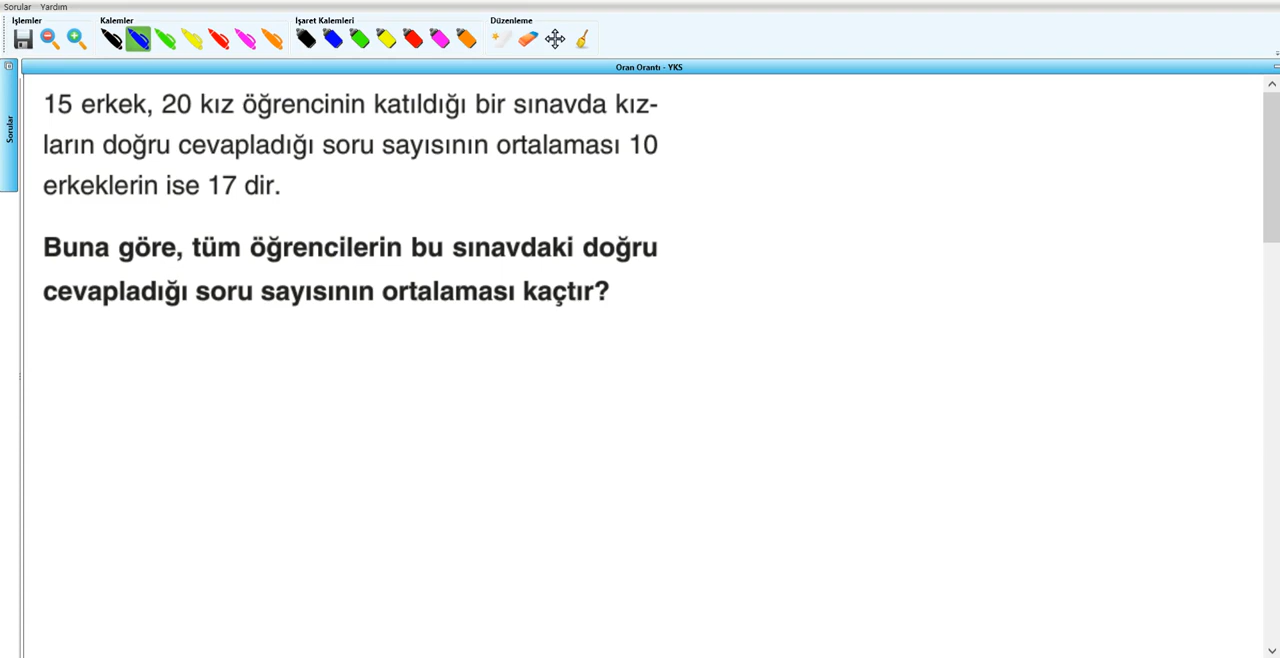 Sorular Yardım
İşlemler Kalemler İşaret Kalemleri Düzenleme
Oran Orantı - YKS
Sorular
15 erkek, 20 kız öğrencinin katıldığı bir sınavda kız-
ların doğru cevapladığı soru sayısının ortalaması 10
erkeklerin ise 17 dir.
Buna göre, tüm öğrencilerin bu sınavdaki doğru
cevapladığı soru sayısının ortalaması kaçtır?